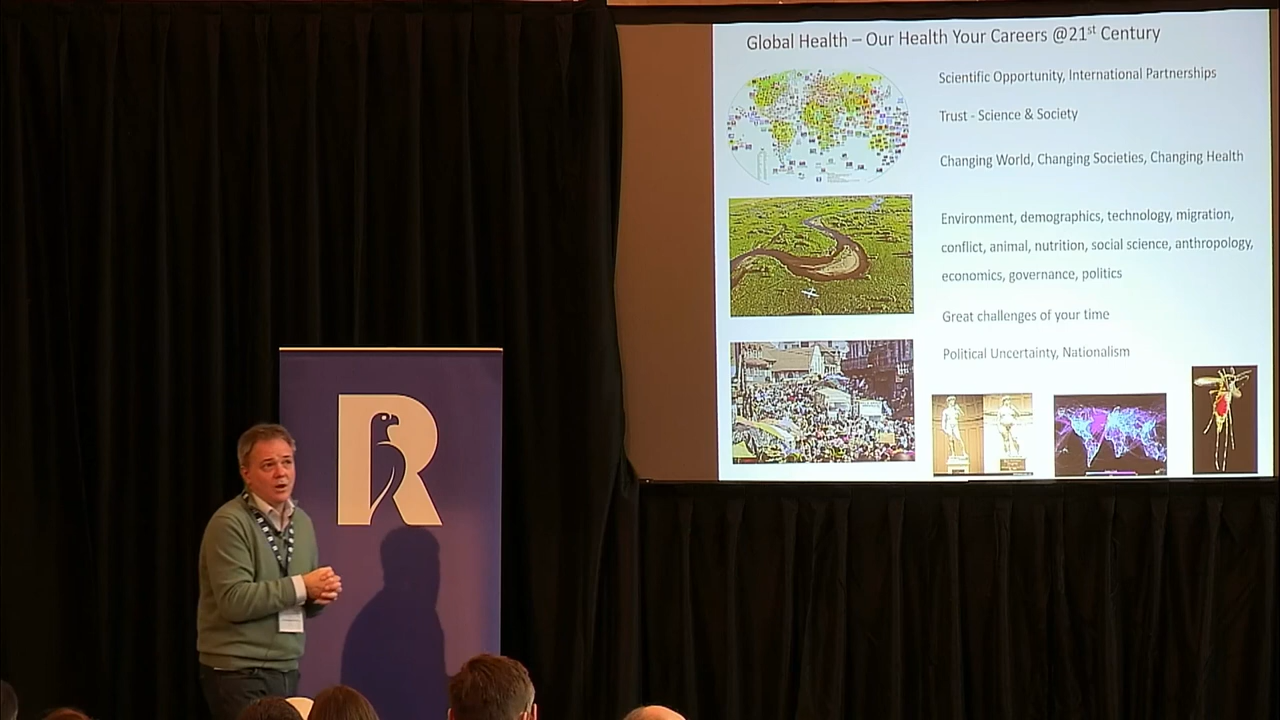 Global Health – Our Health Your Careers @21st Century
Scientific Opportunity, International Partnerships
Trust - Science & Society
Changing World, Changing Societies, Changing Health
Environment, demographics, technology, migration,
conflict, animal, nutrition, social science, anthropology,
economics, governance, politics
Great challenges of your time
Political Uncertainty, Nationalism
R